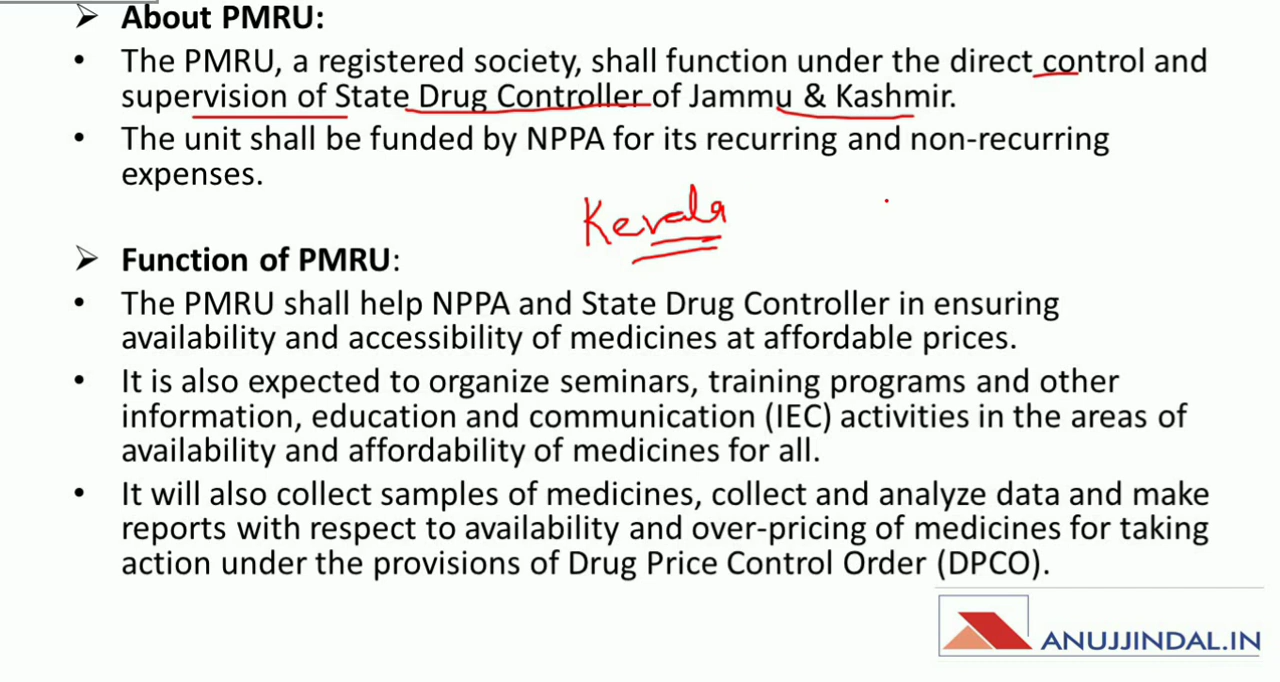 ➤ About PMRU:
• The PMRU, a registered society, shall function under the direct control and
supervision of State Drug Controller of Jammu & Kashmir.
• The unit shall be funded by NPPA for its recurring and non-recurring
expenses.
Kerala
➤ Function of PMRU:
• The PMRU shall help NPPA and State Drug Controller in ensuring
availability and accessibility of medicines at affordable prices.
• It is also expected to organize seminars, training programs and other
information, education and communication (IEC) activities in the areas of
availability and affordability of medicines for all.
• It will also collect samples of medicines, collect and analyze data and make
reports with respect to availability and over-pricing of medicines for taking
action under the provisions of Drug Price Control Order (DPCO).
ANUJJINDAL.IN